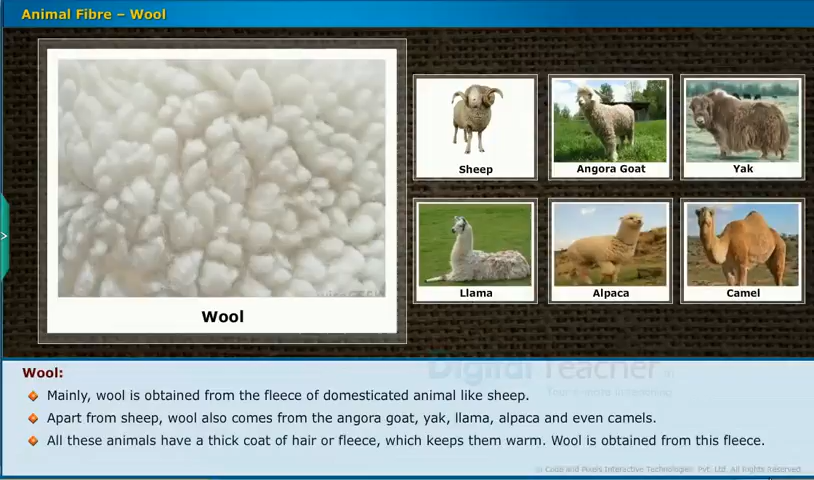 Animal Fibre – Wool
Wool
Sheep
Angora Goat
Yak
Llama
Alpaca
Camel
Digital Teacher
Wool:
Mainly, wool is obtained from the fleece of domesticated animal like sheep.
Apart from sheep, wool also comes from the angora goat, yak, llama, alpaca and even camels.
All these animals have a thick coat of hair or fleece, which keeps them warm. Wool is obtained from this fleece.
© Code and Pixels Interactive Technologies Pvt. Ltd. All Rights Reserved